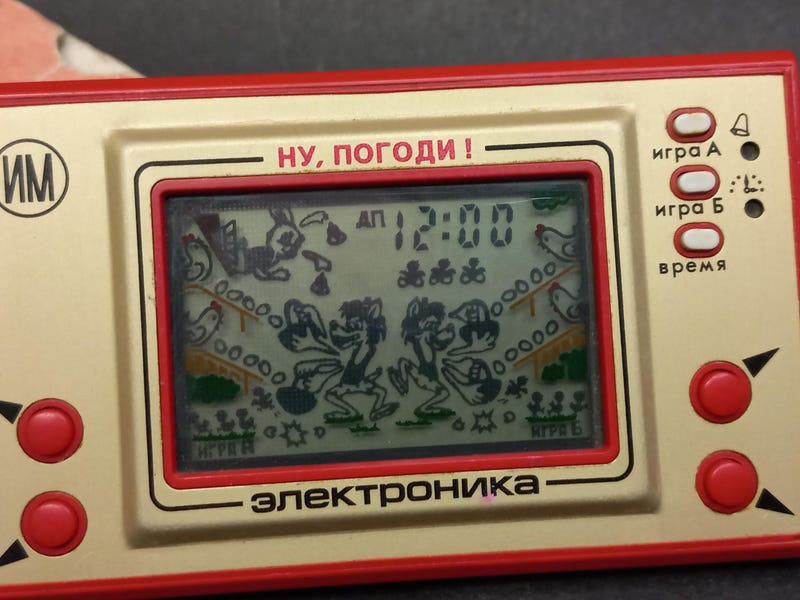 ИМ
НУ, ПОГОДИ!
игра А
игра Б
время
ДП 12:00
ИГРА А
ИГРА Б
электроника